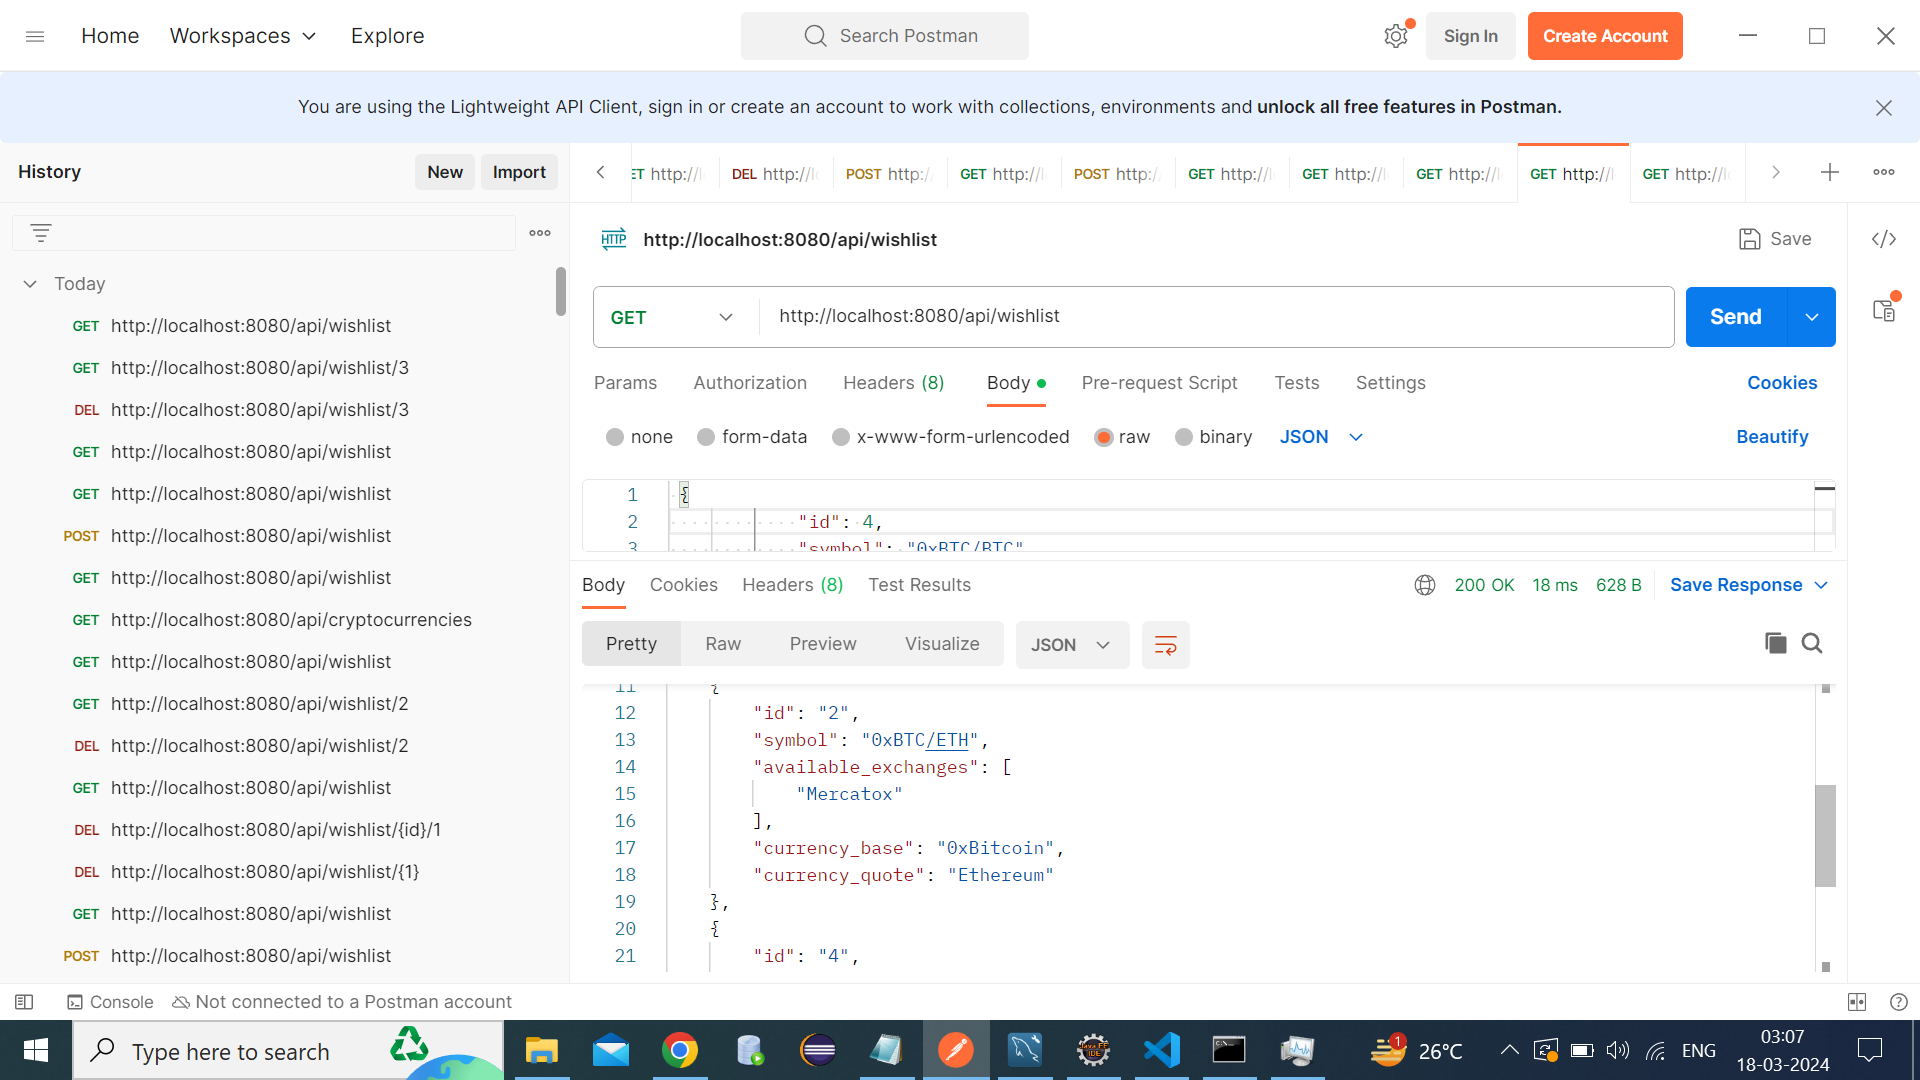 Home Workspaces Explore Search Postman Sign In Create Account
You are using the Lightweight API Client, sign in or create an account to work with collections, environments and unlock all free features in Postman.
History New Import
ET http://l DEL http://l POST http:/ GET http://l POST http:/ GET http://l GET http://l GET http://l GET http://l GET http://l
HTTP http://localhost:8080/api/wishlist Save
Today
GET http://localhost:8080/api/wishlist
GET http://localhost:8080/api/wishlist/3
DEL http://localhost:8080/api/wishlist/3
GET http://localhost:8080/api/wishlist
GET http://localhost:8080/api/wishlist
POST http://localhost:8080/api/wishlist
GET http://localhost:8080/api/wishlist
GET http://localhost:8080/api/cryptocurrencies
GET http://localhost:8080/api/wishlist
GET http://localhost:8080/api/wishlist/2
DEL http://localhost:8080/api/wishlist/2
GET http://localhost:8080/api/wishlist
DEL http://localhost:8080/api/wishlist/{id}/1
DEL http://localhost:8080/api/wishlist/{1}
GET http://localhost:8080/api/wishlist
POST http://localhost:8080/api/wishlist
GET http://localhost:8080/api/wishlist Send
Params Authorization Headers (8) Body Pre-request Script Tests Settings Cookies
none form-data x-www-form-urlencoded raw binary JSON Beautify
1 {
2 "id": 4,
3 "symbol": "0xBTC/BTC"
Body Cookies Headers (8) Test Results 200 OK 18 ms 628 B Save Response
Pretty Raw Preview Visualize JSON
11 {
12 "id": "2",
13 "symbol": "0xBTC/ETH",
14 "available_exchanges": [
15 "Mercatox"
16 ],
17 "currency_base": "0xBitcoin",
18 "currency_quote": "Ethereum"
19 },
20 {
21 "id": "4",
Console Not connected to a Postman account
Type here to search
1 26°C ENG 03:07
18-03-2024